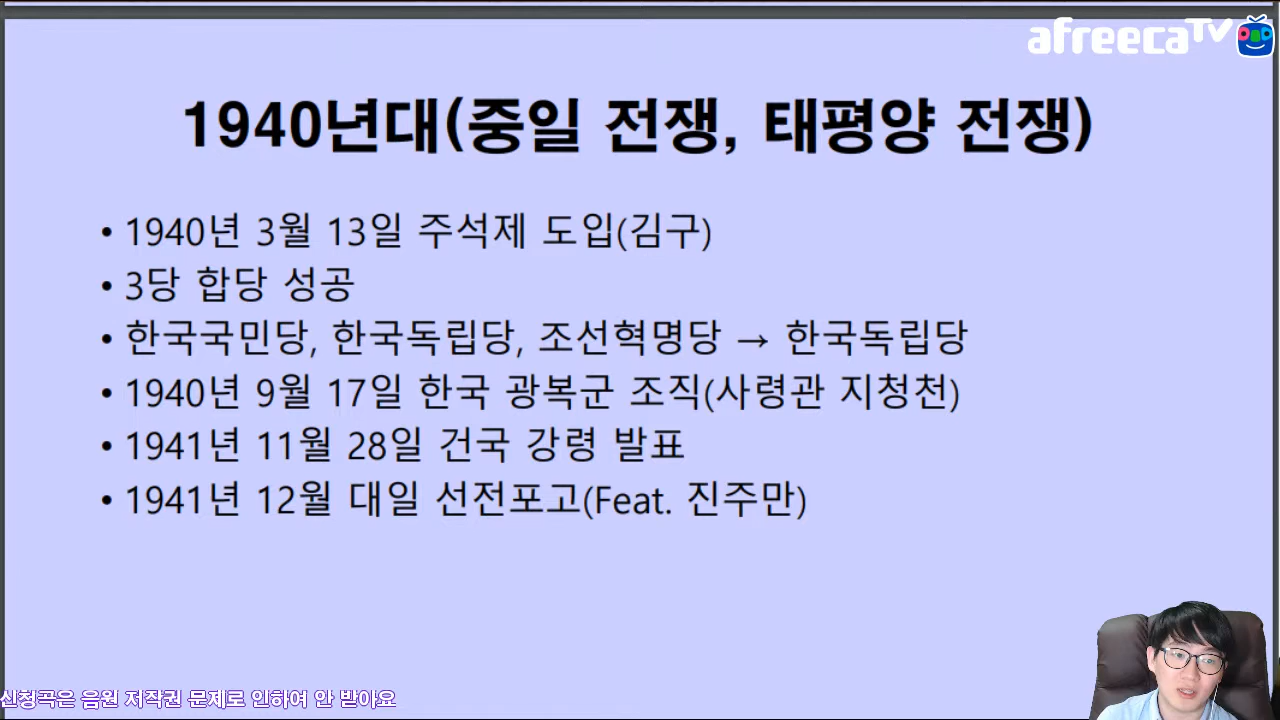 afreecaTV
1940년대(중일 전쟁, 태평양 전쟁)
• 1940년 3월 13일 주석제 도입(김구)
• 3당 합당 성공
• 한국국민당, 한국독립당, 조선혁명당 → 한국독립당
• 1940년 9월 17일 한국 광복군 조직(사령관 지청천)
• 1941년 11월 28일 건국 강령 발표
• 1941년 12월 대일 선전포고(Feat. 진주만)
신청곡은 음원 저작권 문제로 인하여 안 받아요